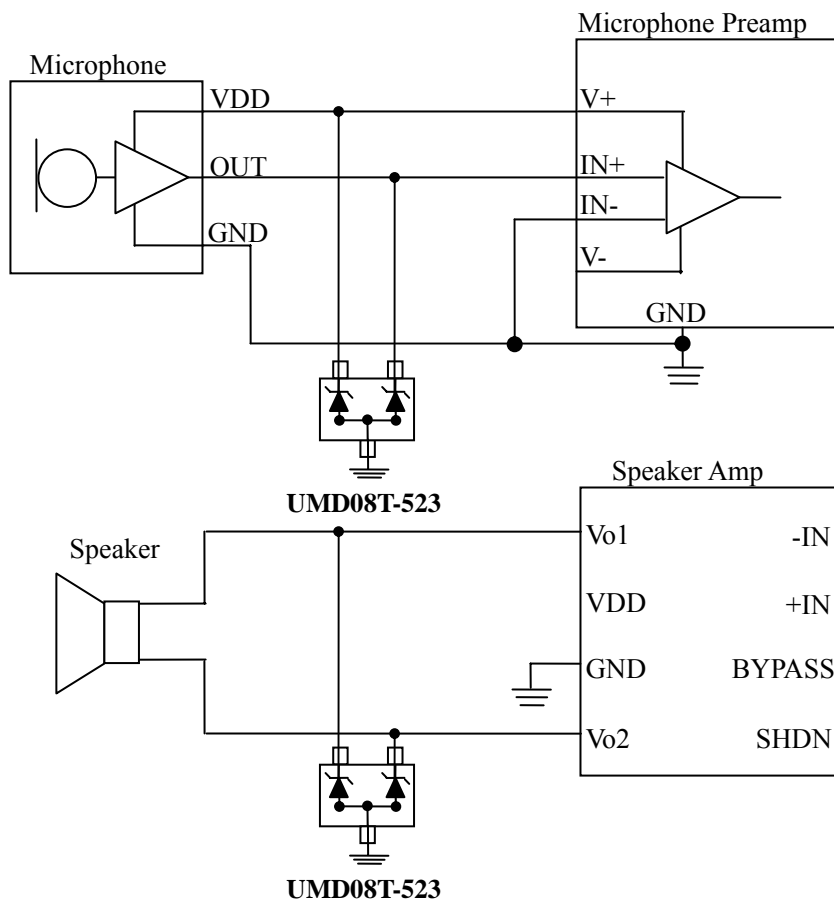 Microphone Preamp
Microphone
VDD
V+
OUT
IN+
IN-
GND
V-
GND
UMD08T-523
Speaker Amp
Speaker
Vo1
-IN
VDD
+IN
GND
BYPASS
Vo2
SHDN
UMD08T-523